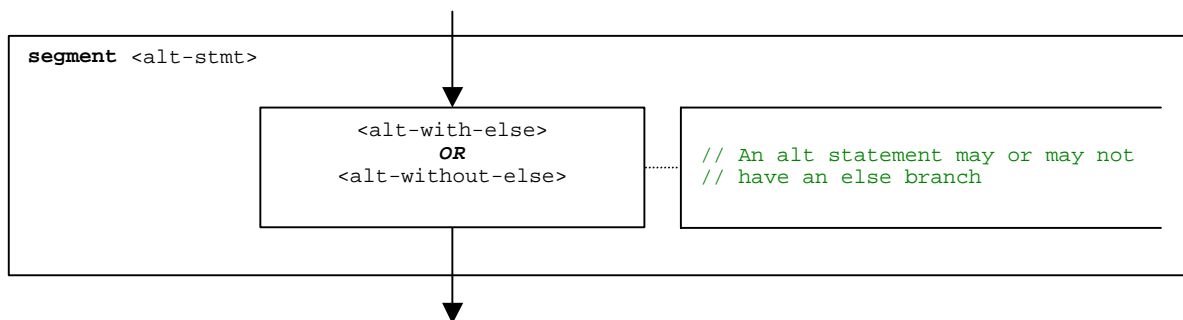 segment <alt-stmt>
<alt-with-else>
OR
<alt-without-else>
// An alt statement may or may not
// have an else branch